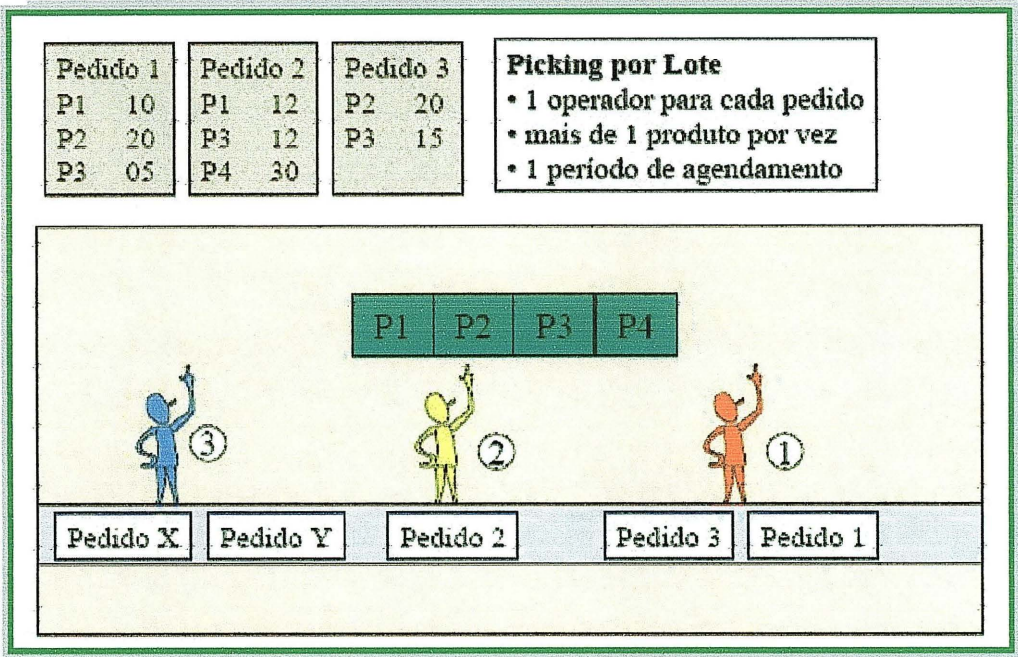 Pedido 1
P1 10
P2 20
P3 05
Pedido 2
P1 12
P3 12
P4 30
Pedido 3
P2 20
P3 15
Picking por Lote
• 1 operador para cada pedido
• mais de 1 produto por vez
• 1 período de agendamento
P1 P2 P3 P4
3 2 1
Pedido X Pedido Y Pedido 2 Pedido 3 Pedido 1